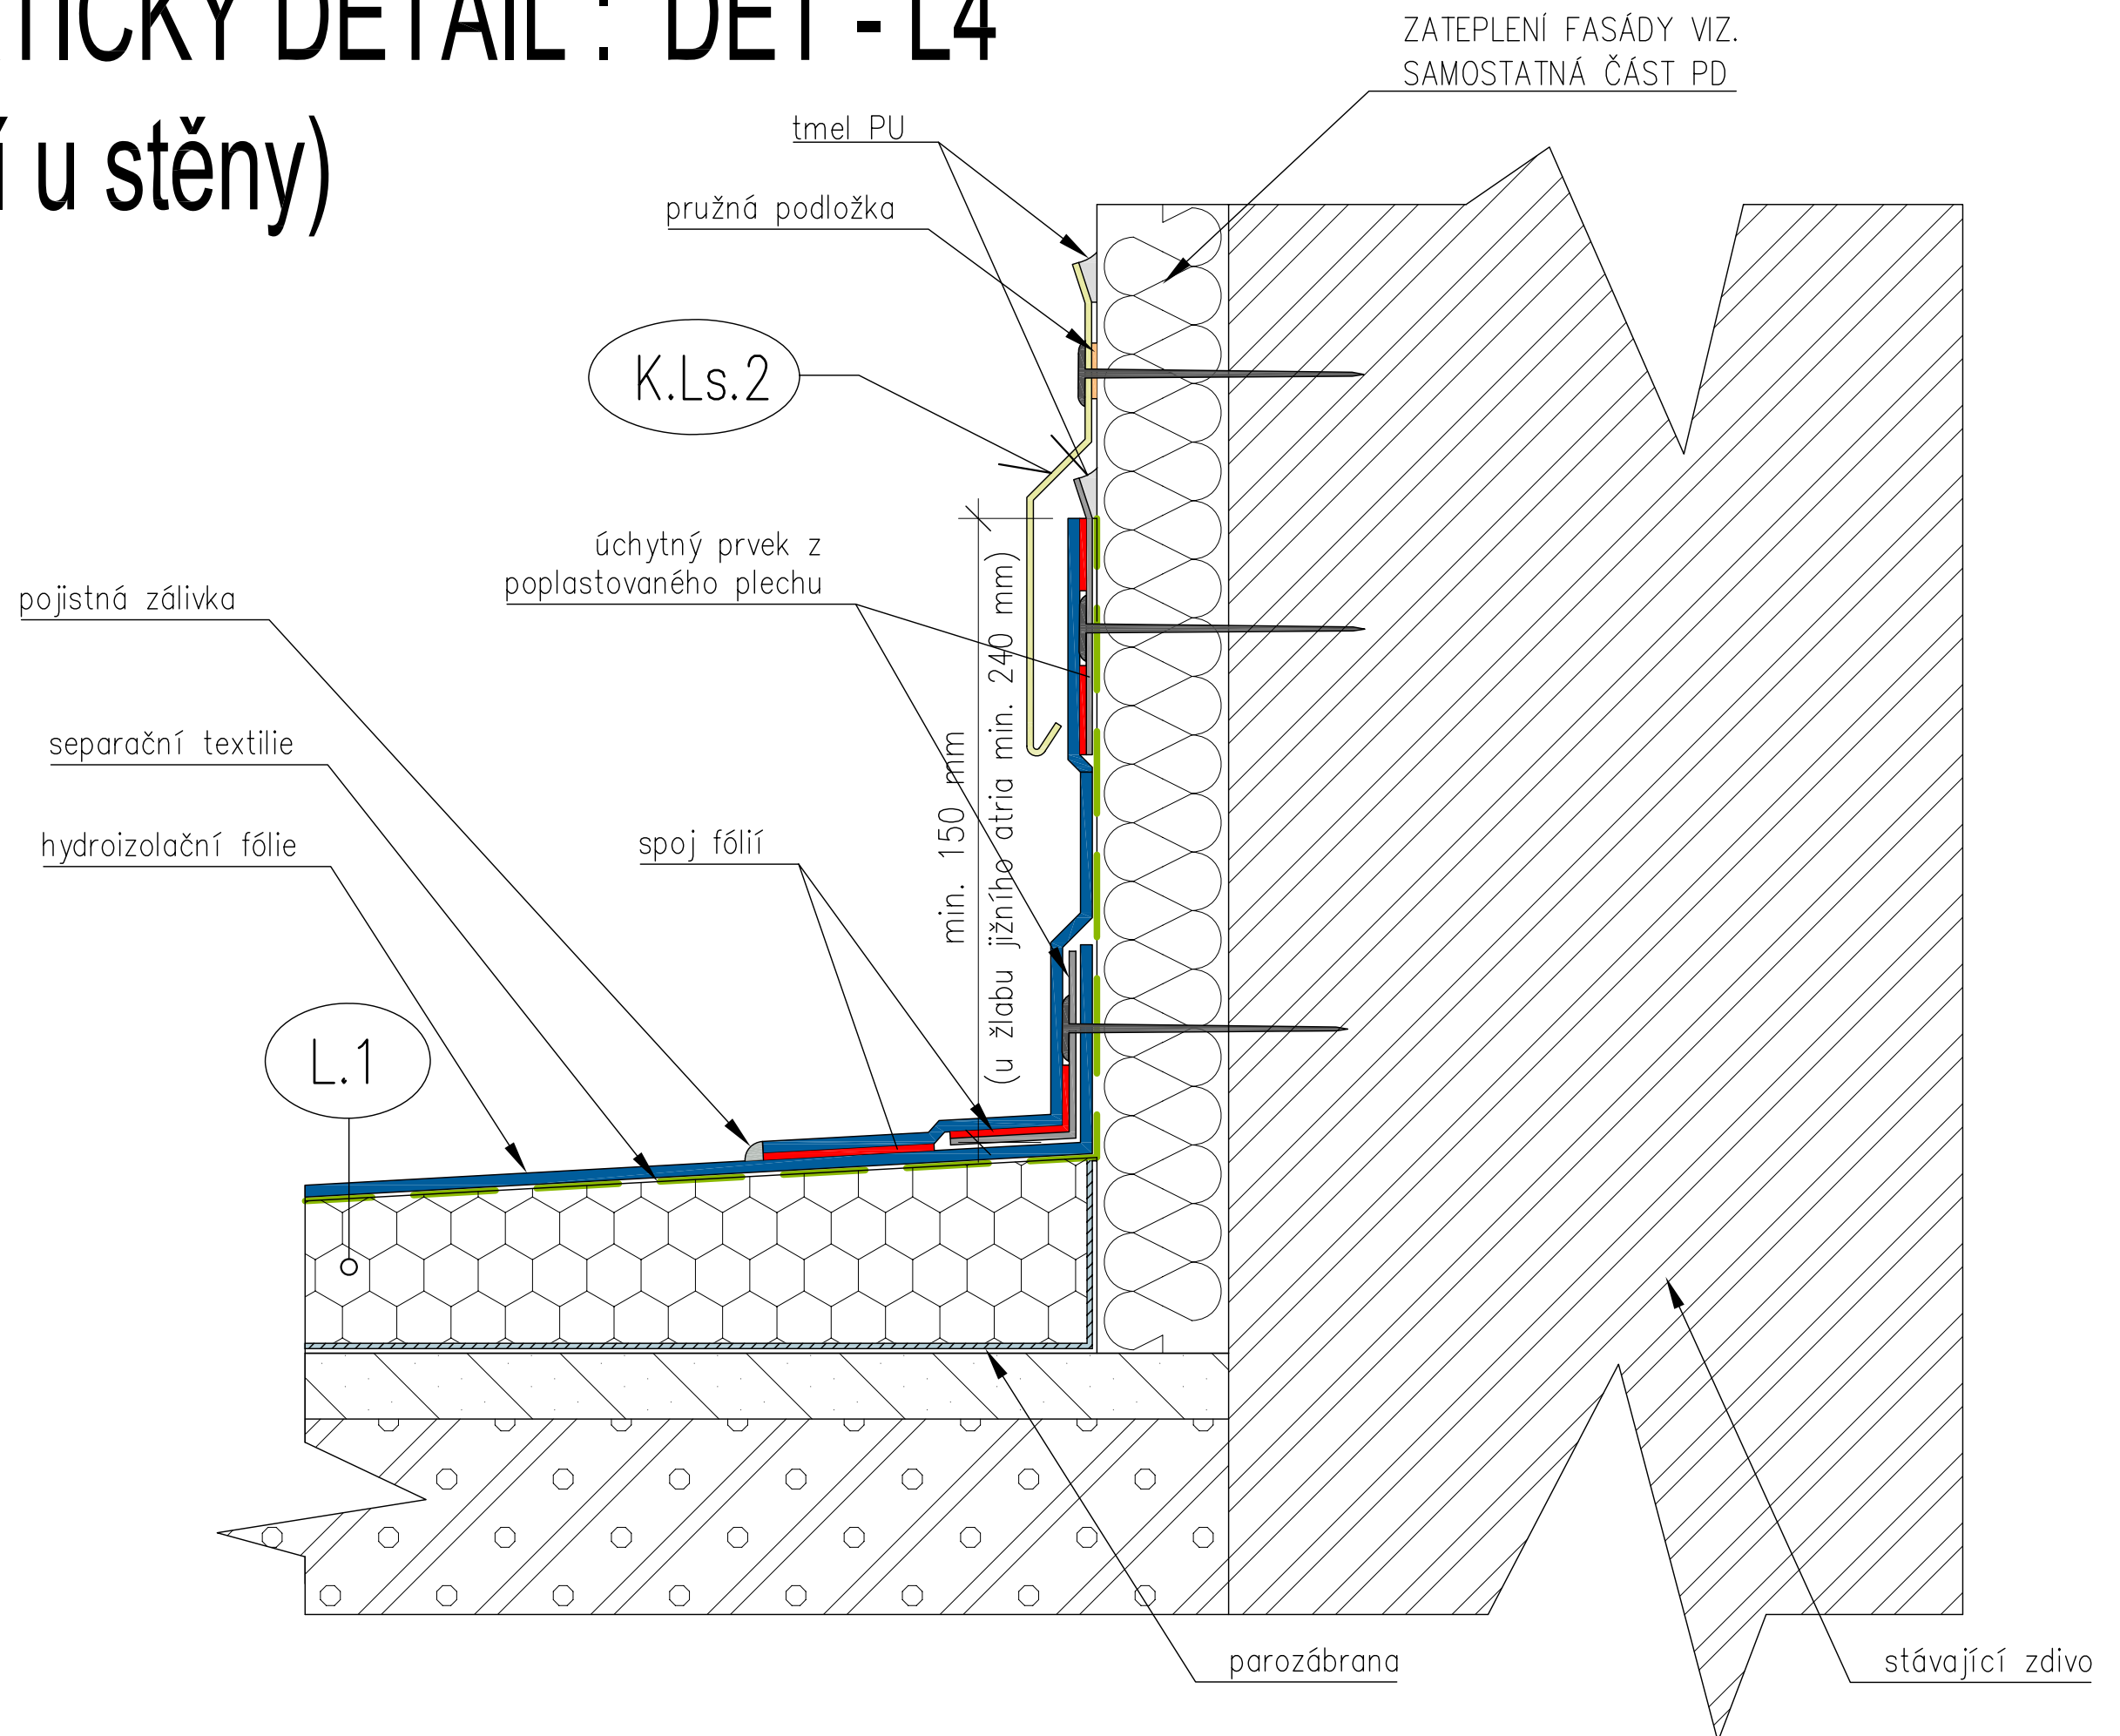 TICKÝ DETAIL : DET - L4
í u stěny)
ZATEPLENÍ FASÁDY VIZ.
SAMOSTATNÁ ČÁST PD
tmel PU
pružná podložka
K.Ls.2
úchytný prvek z
poplastovaného plechu
pojistná zálivka
separační textilie
hydroizolační fólie
spoj fólií
min. 150 mm
(u žlabu jižního atria min. 240 mm)
L.1
parozábrana
stávající zdivo